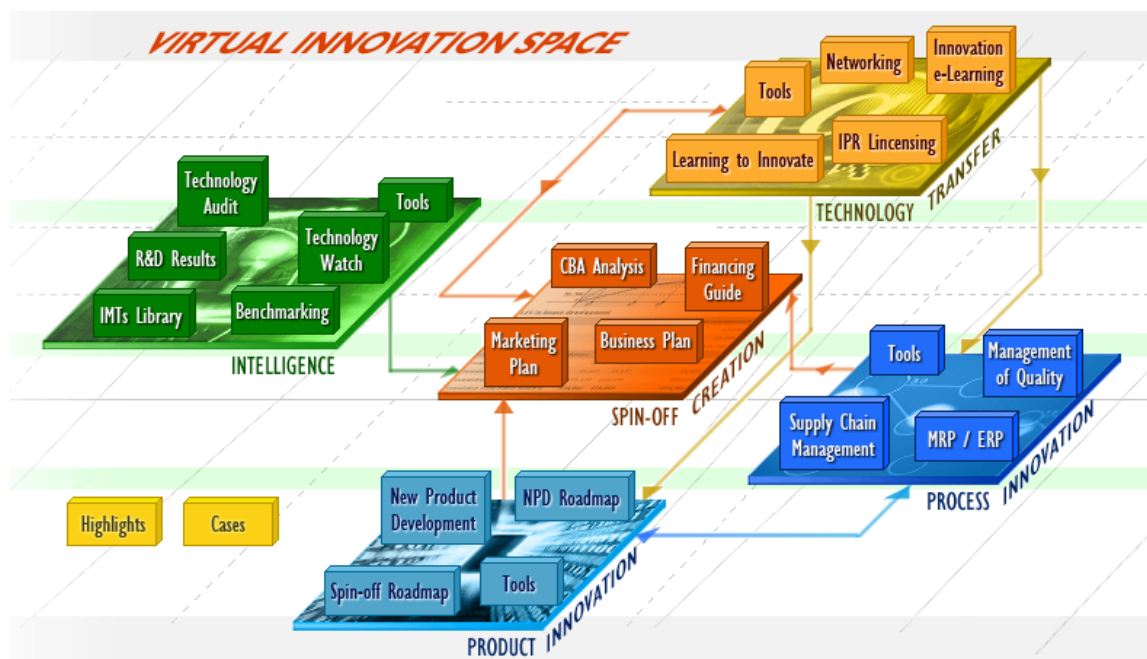 VIRTUAL INNOVATION SPACE
Tools
Networking
Innovation
e-Learning
Learning to Innovate
IPR Lincensing
TECHNOLOGY TRANSFER
Technology
Audit
Tools
R&D Results
Technology
Watch
IMTs Library
Benchmarking
INTELLIGENCE
CBA Analysis
Financing
Guide
Marketing
Plan
Business Plan
SPIN-OFF CREATION
Tools
Management
of Quality
Supply Chain
Management
MRP / ERP
PROCESS INNOVATION
New Product
Development
NPD Roadmap
Spin-off Roadmap
Tools
PRODUCT INNOVATION
Highlights
Cases